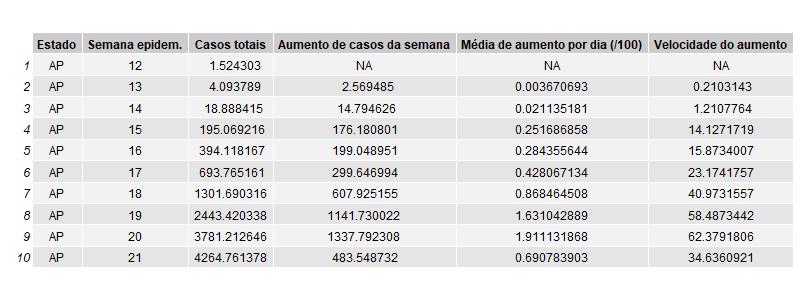 Estado Semana epidem. Casos totais Aumento de casos da semana Média de aumento por dia (/100) Velocidade do aumento
1 AP 12 1.524303 NA NA NA
2 AP 13 4.093789 2.569485 0.003670693 0.2103143
3 AP 14 18.888415 14.794626 0.021135181 1.2107764
4 AP 15 195.069216 176.180801 0.251686858 14.1271719
5 AP 16 394.118167 199.048951 0.284355644 15.8734007
6 AP 17 693.765161 299.646994 0.428067134 23.1741757
7 AP 18 1301.690316 607.925155 0.868464508 40.9731557
8 AP 19 2443.420338 1141.730022 1.631042889 58.4873442
9 AP 20 3781.212646 1337.792308 1.911131868 62.3791806
10 AP 21 4264.761378 483.548732 0.690783903 34.6360921